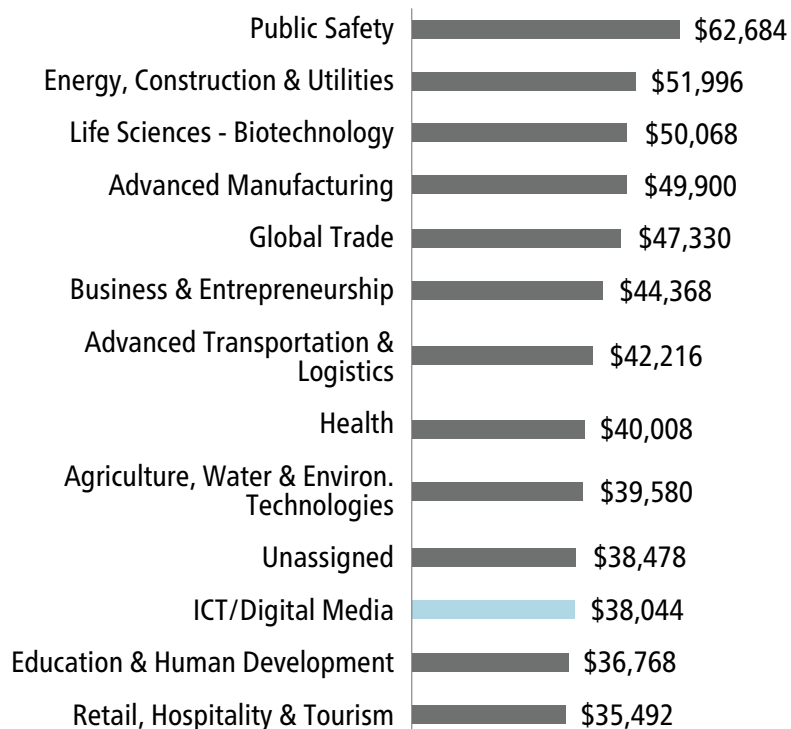 Public Safety $62,684
Energy, Construction & Utilities $51,996
Life Sciences - Biotechnology $50,068
Advanced Manufacturing $49,900
Global Trade $47,330
Business & Entrepreneurship $44,368
Advanced Transportation &
Logistics $42,216
Health $40,008
Agriculture, Water & Environ.
Technologies $39,580
Unassigned $38,478
ICT/Digital Media $38,044
Education & Human Development $36,768
Retail, Hospitality & Tourism $35,492